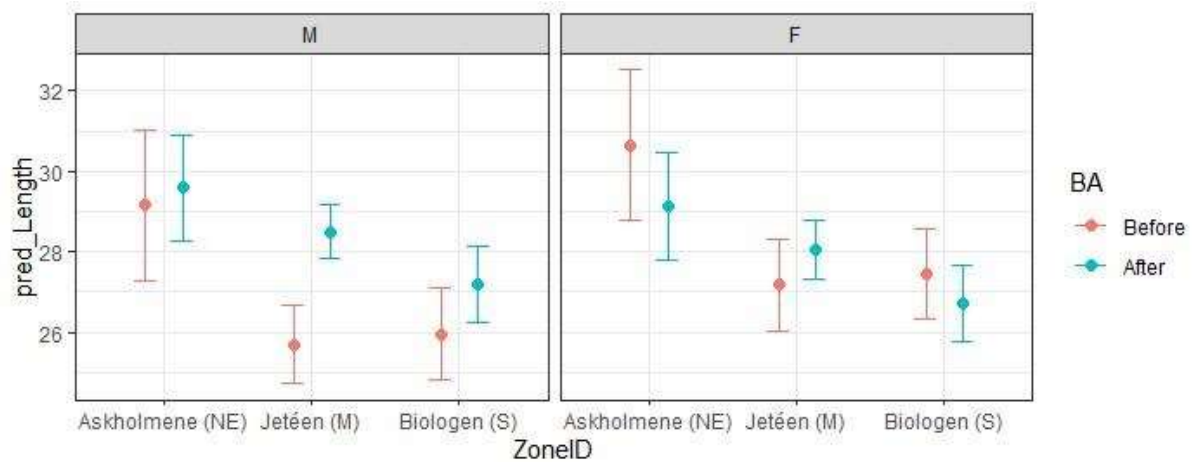 M
F
pred_Length
32
30
28
26
Askholmene (NE) Jetéen (M) Biologen (S)
Askholmene (NE) Jetéen (M) Biologen (S)
ZoneID
BA
Before
After